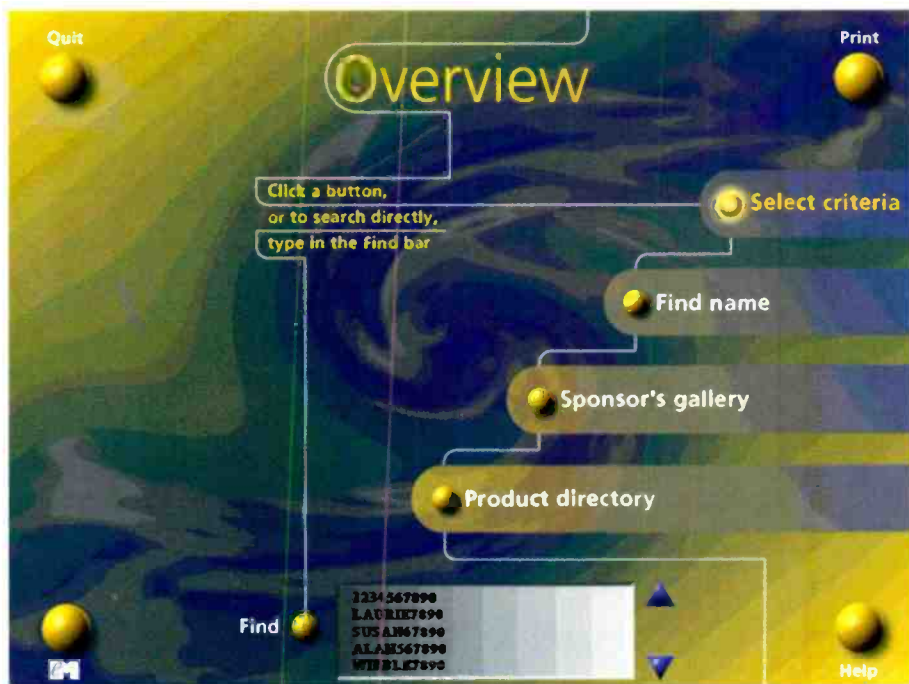 Quit
Print
Overview
Click a button,
or to search directly,
type in the Find bar
Select criteria
Find name
Sponsor's gallery
Product directory
Find
1234567890
LAURIE7890
SUSAN67890
ALAN567890
Help